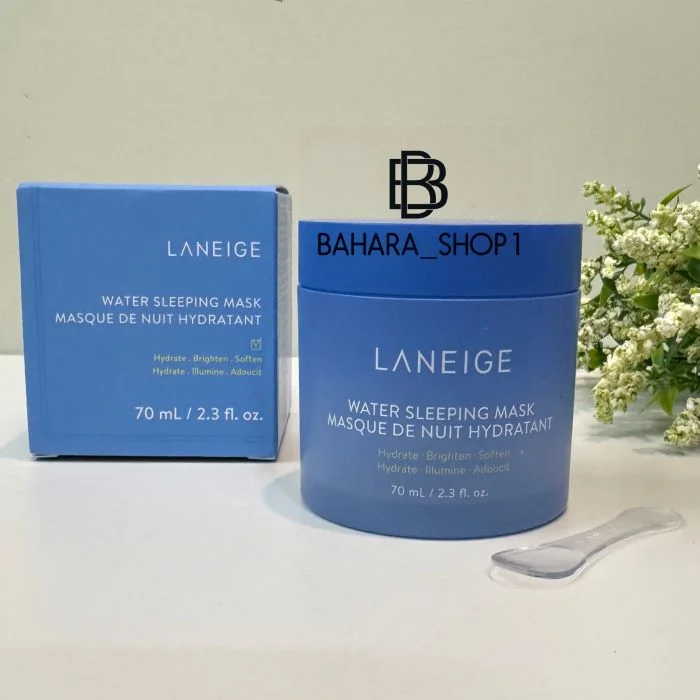 LANEIGE
WATER SLEEPING MASK
MASQUE DE NUIT HYDRATANT
Hydrate . Brighten . Soften
Hydrate . Illumine . Adoucit
70 mL / 2.3 fl. oz.
BB
BAHARA_SHOP1
LANEIGE
WATER SLEEPING MASK
MASQUE DE NUIT HYDRATANT
Hydrate · Brighten · Soften
Hydrate · Illumine · Adoucit
70 mL / 2.3 fl. oz.